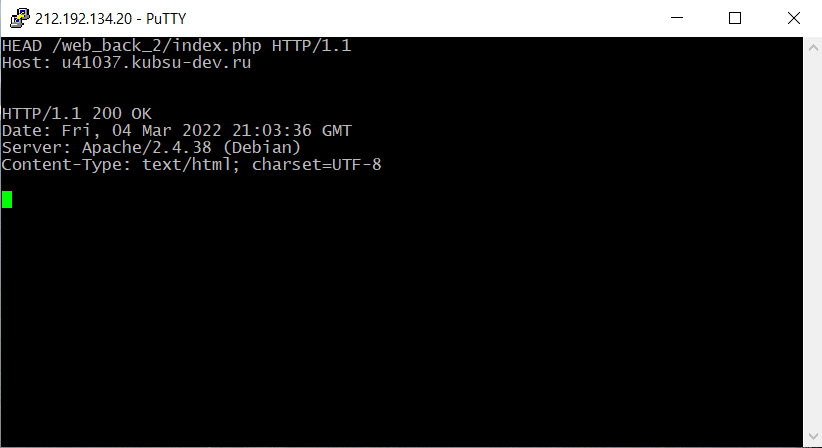 212.192.134.20 - PuTTY
HEAD /web_back_2/index.php HTTP/1.1
Host: u41037.kubsu-dev.ru
HTTP/1.1 200 OK
Date: Fri, 04 Mar 2022 21:03:36 GMT
Server: Apache/2.4.38 (Debian)
Content-Type: text/html; charset=UTF-8